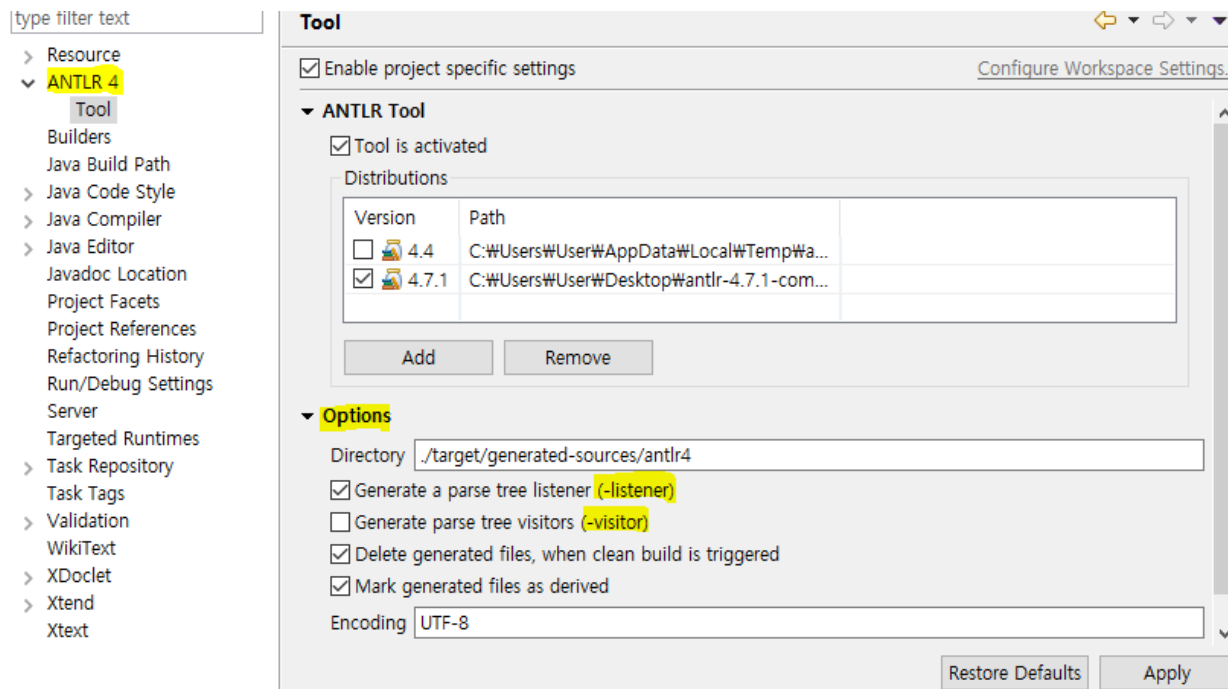 type filter text
Resource
ANTLR 4
Tool
Builders
Java Build Path
Java Code Style
Java Compiler
Java Editor
Javadoc Location
Project Facets
Project References
Refactoring History
Run/Debug Settings
Server
Targeted Runtimes
Task Repository
Task Tags
Validation
WikiText
XDoclet
Xtend
Xtext
Tool
Enable project specific settings
Configure Workspace Settings.
ANTLR Tool
Tool is activated
Distributions
Version Path
4.4 C:₩Users₩User₩AppData₩Local₩Temp₩a...
4.7.1 C:₩Users₩User₩Desktop₩antlr-4.7.1-com...
Add Remove
Options
Directory ./target/generated-sources/antlr4
Generate a parse tree listener (-listener)
Generate parse tree visitors (-visitor)
Delete generated files, when clean build is triggered
Mark generated files as derived
Encoding UTF-8
Restore Defaults Apply